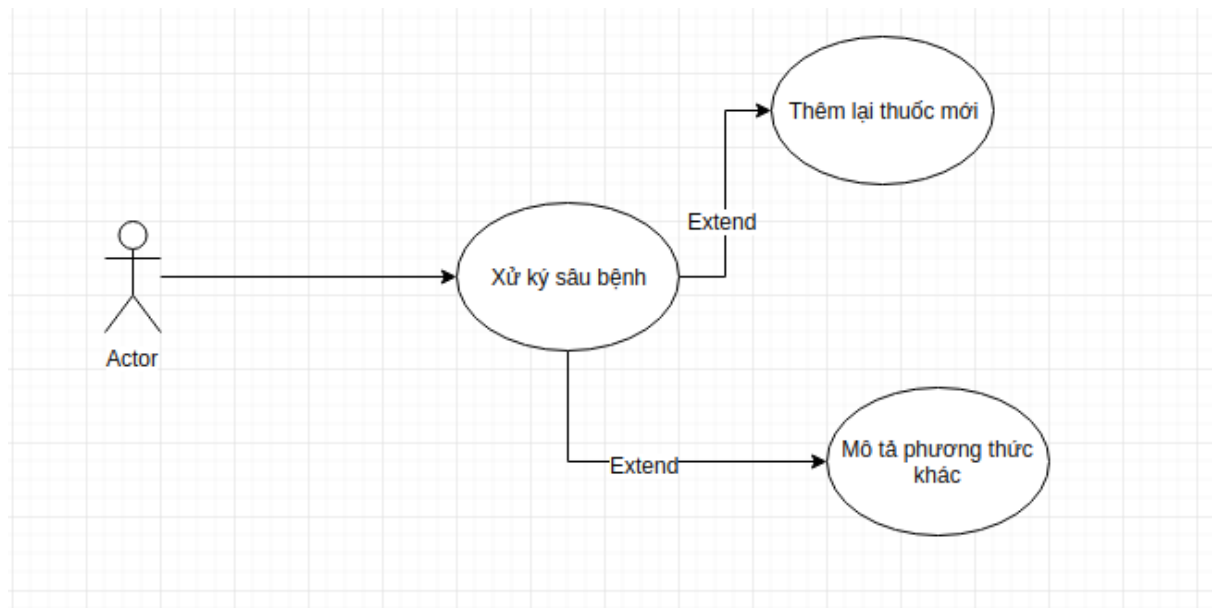 Thêm lại thuốc mới
Extend
Xử ký sâu bệnh
Actor
Mô tả phương thức
khác
Extend